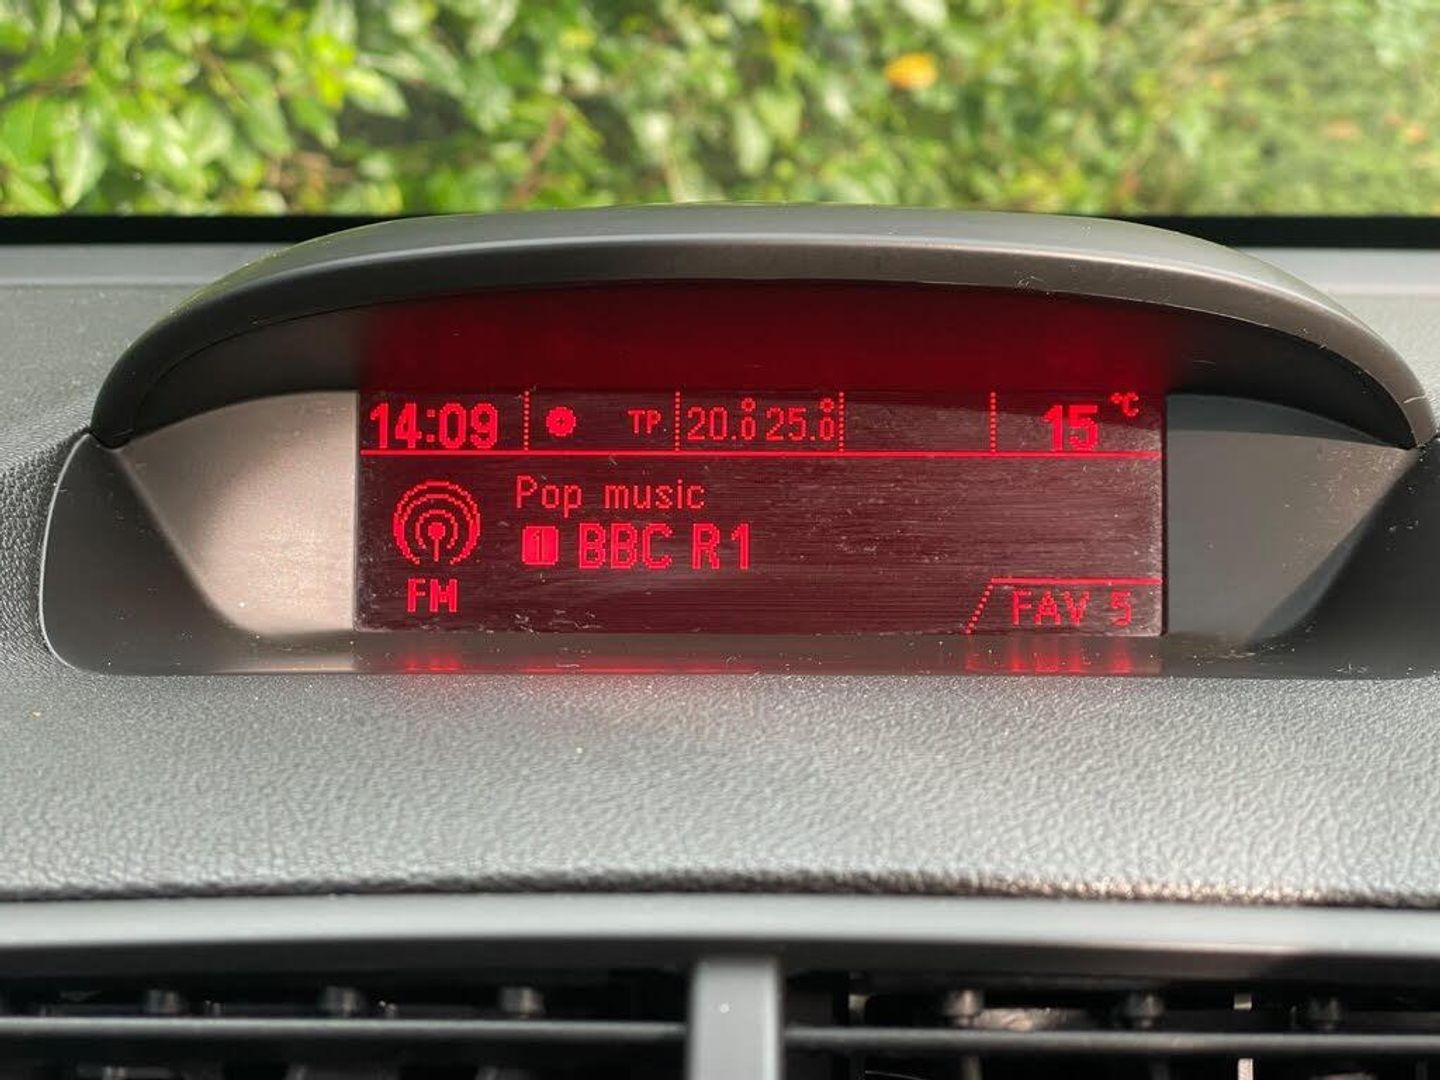 14:09 TP 20.0° 25.0° 15°C
Pop music
1 BBC R1
FM
FAV 5